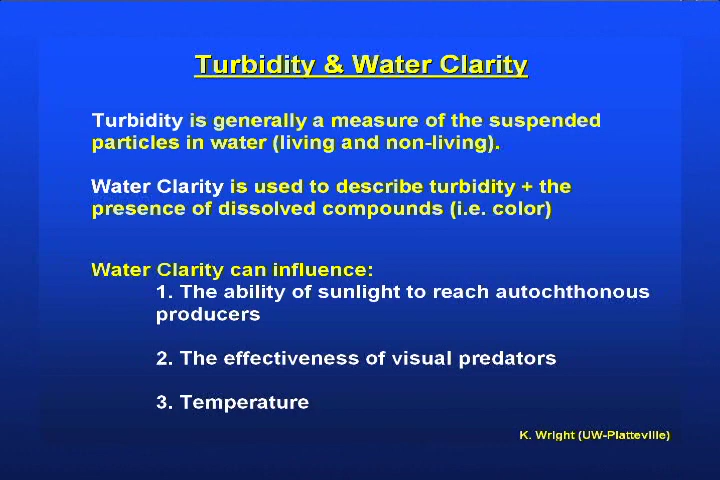 Turbidity & Water Clarity
Turbidity is generally a measure of the suspended
particles in water (living and non-living).
Water Clarity is used to describe turbidity + the
presence of dissolved compounds (i.e. color)
Water Clarity can influence:
1. The ability of sunlight to reach autochthonous
producers
2. The effectiveness of visual predators
3. Temperature
K. Wright (UW-Platteville)